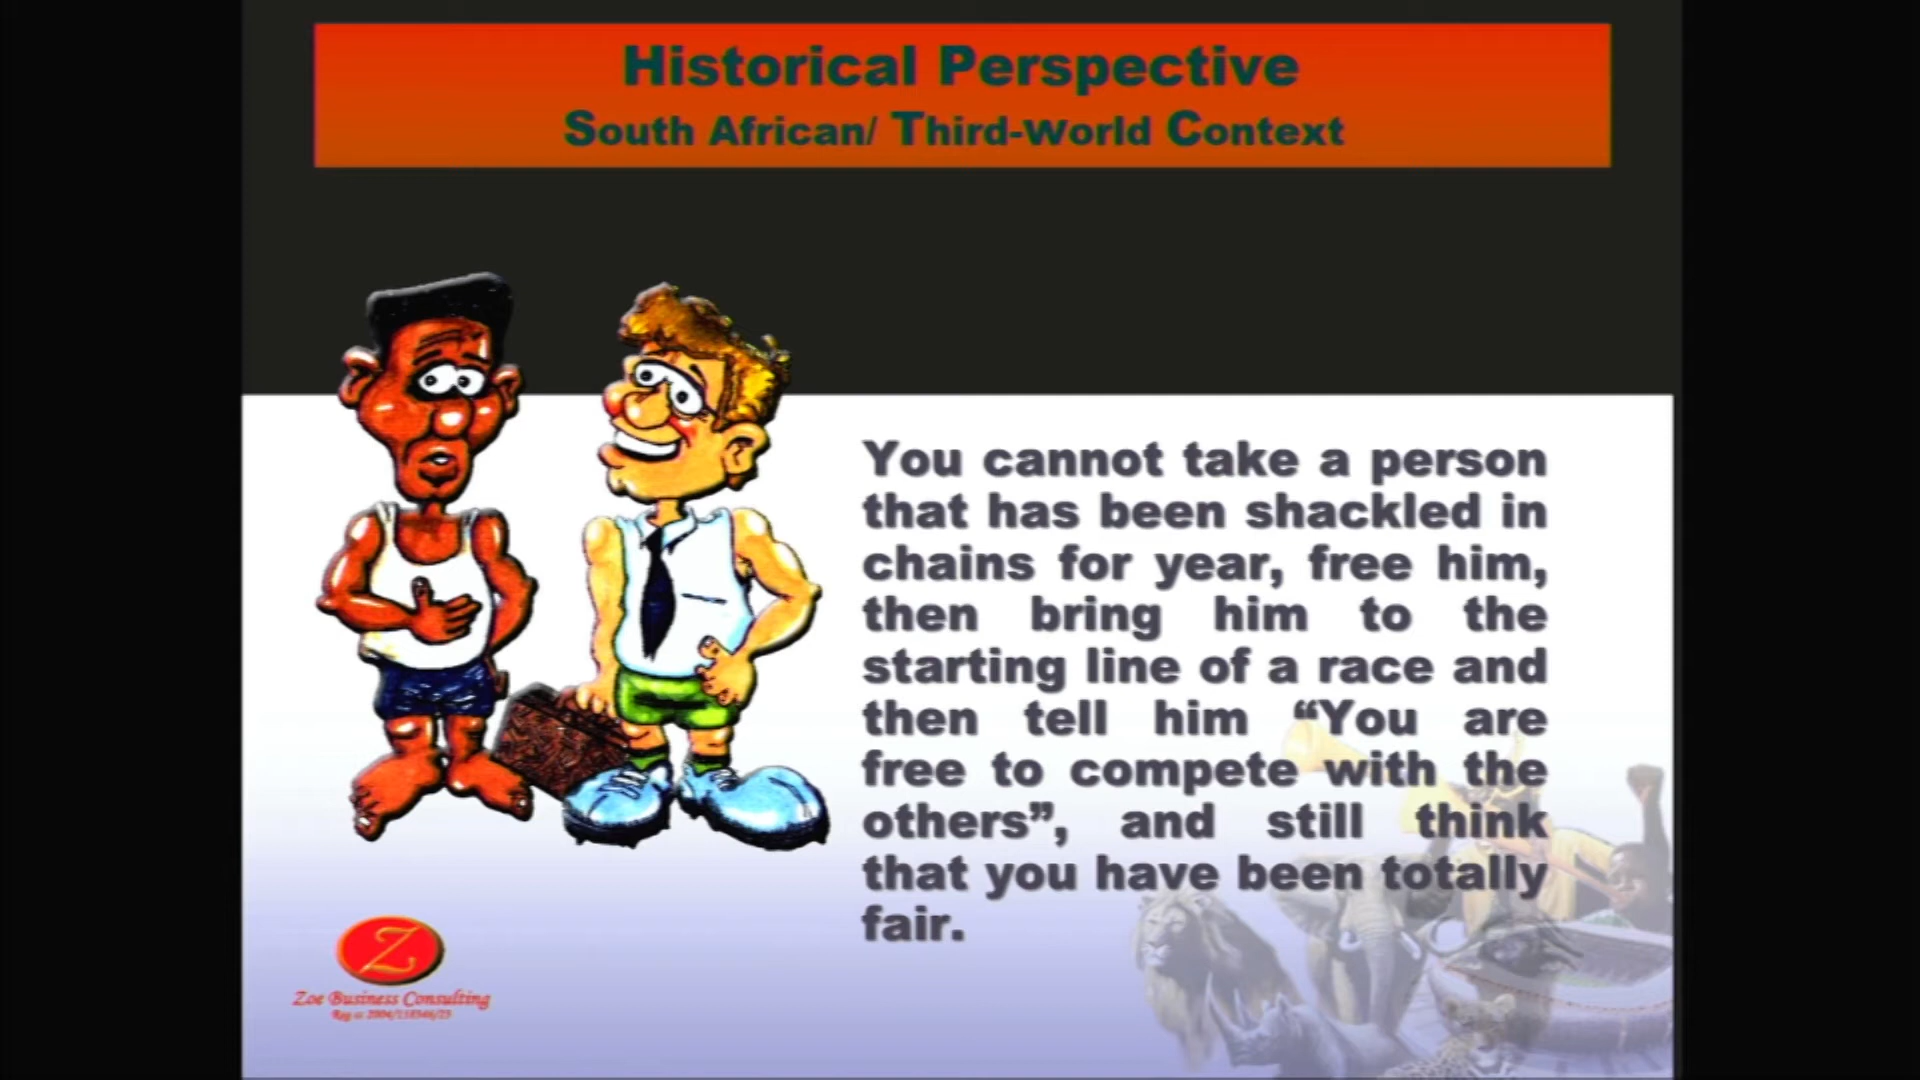 Historical Perspective
South African/ Third-World Context
You cannot take a person
that has been shackled in
chains for year, free him,
then bring him to the
starting line of a race and
then tell him “You are
free to compete with the
others”, and still think
that you have been totally
fair.
Z
Zoe Business Consulting